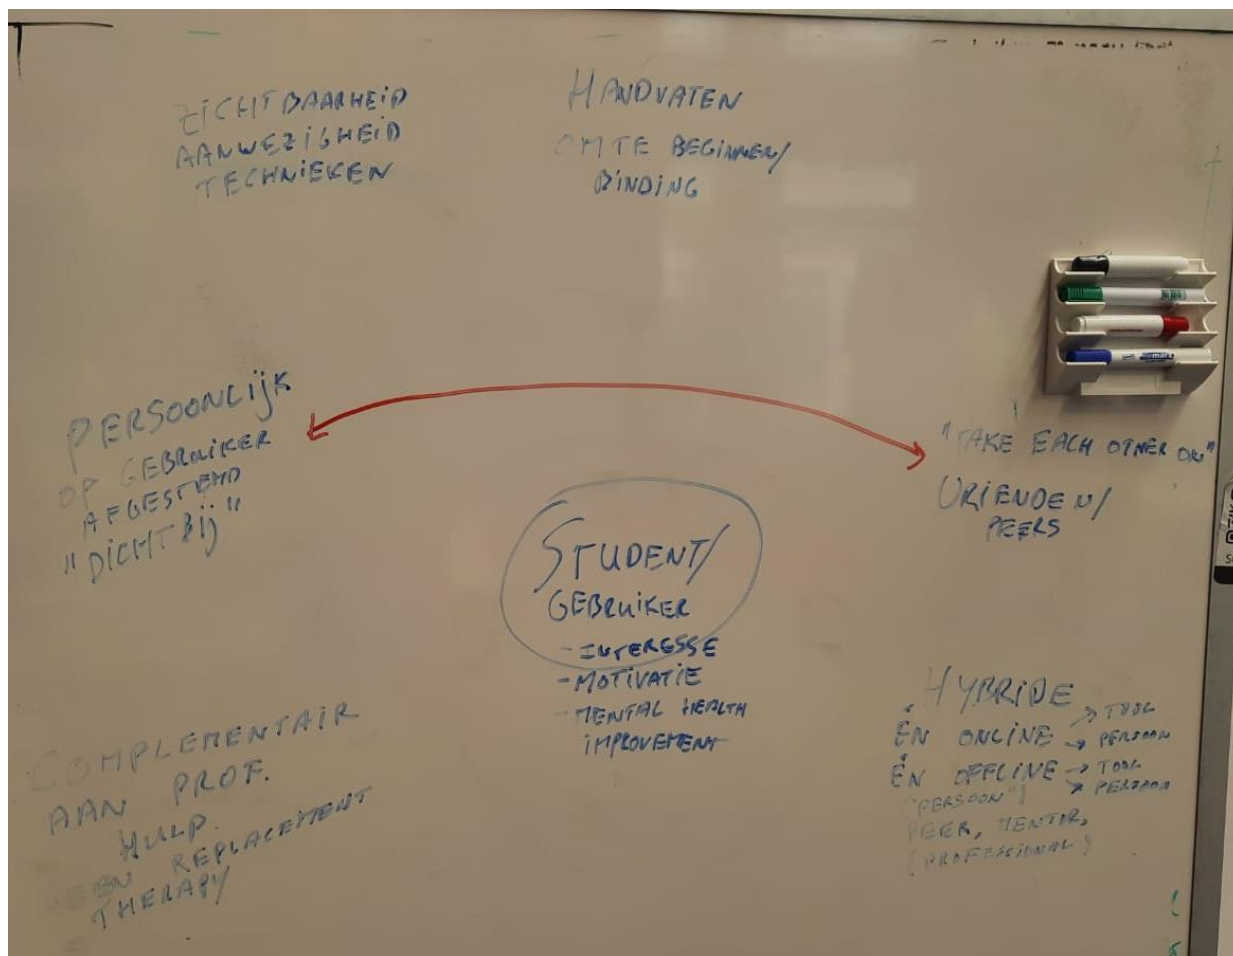 ZICHTBAARHEID
AANWEZIGHEID
TECHNIEKEN
HANDVATEN
OM TE BEGINNEN/
BINDING
PERSOONLIJK
OP GEBRUIKER
AFGESTEMD
"DICHTBIJ"
"TAKE EACH OTHER ON"
VRIENDEN/
PEERS
STUDENT/
GEBRUIKER
- INTERESSE
- MOTIVATIE
- MENTAL HEALTH
IMPROVEMENT
COMPLEMENTAIR
AAN PROF.
HULP.
GEEN REPLACEMENT
THERAPY
HYBRIDE
ÉN ONLINE → TOOL
→ PERSOON
ÉN OFFLINE → TOOL
→ PERSOON
("PERSOON")
PEER, MENTOR,
(PROFESSIONAL)